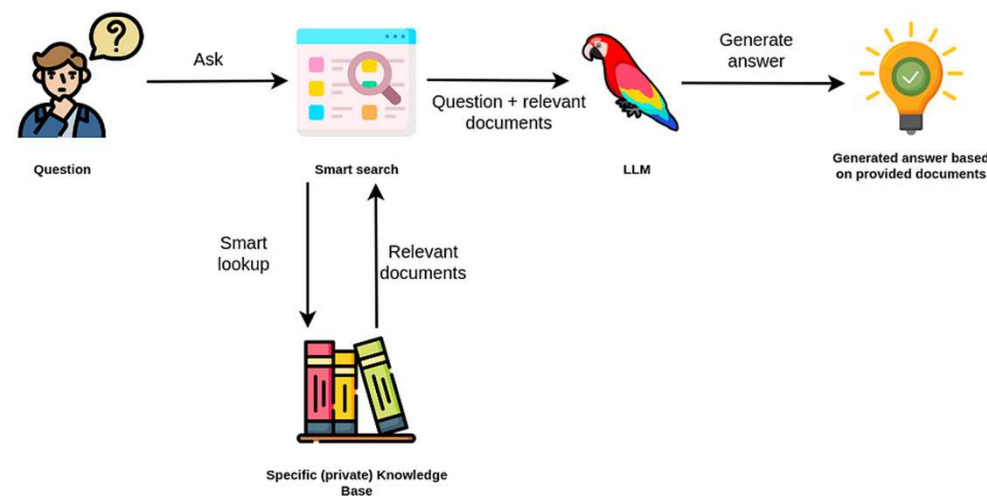 ?
Ask
Generate
answer
Question + relevant
documents
Question
Smart search
LLM
Generated answer based
on provided documents
Smart
lookup
Relevant
documents
Specific (private) Knowledge
Base